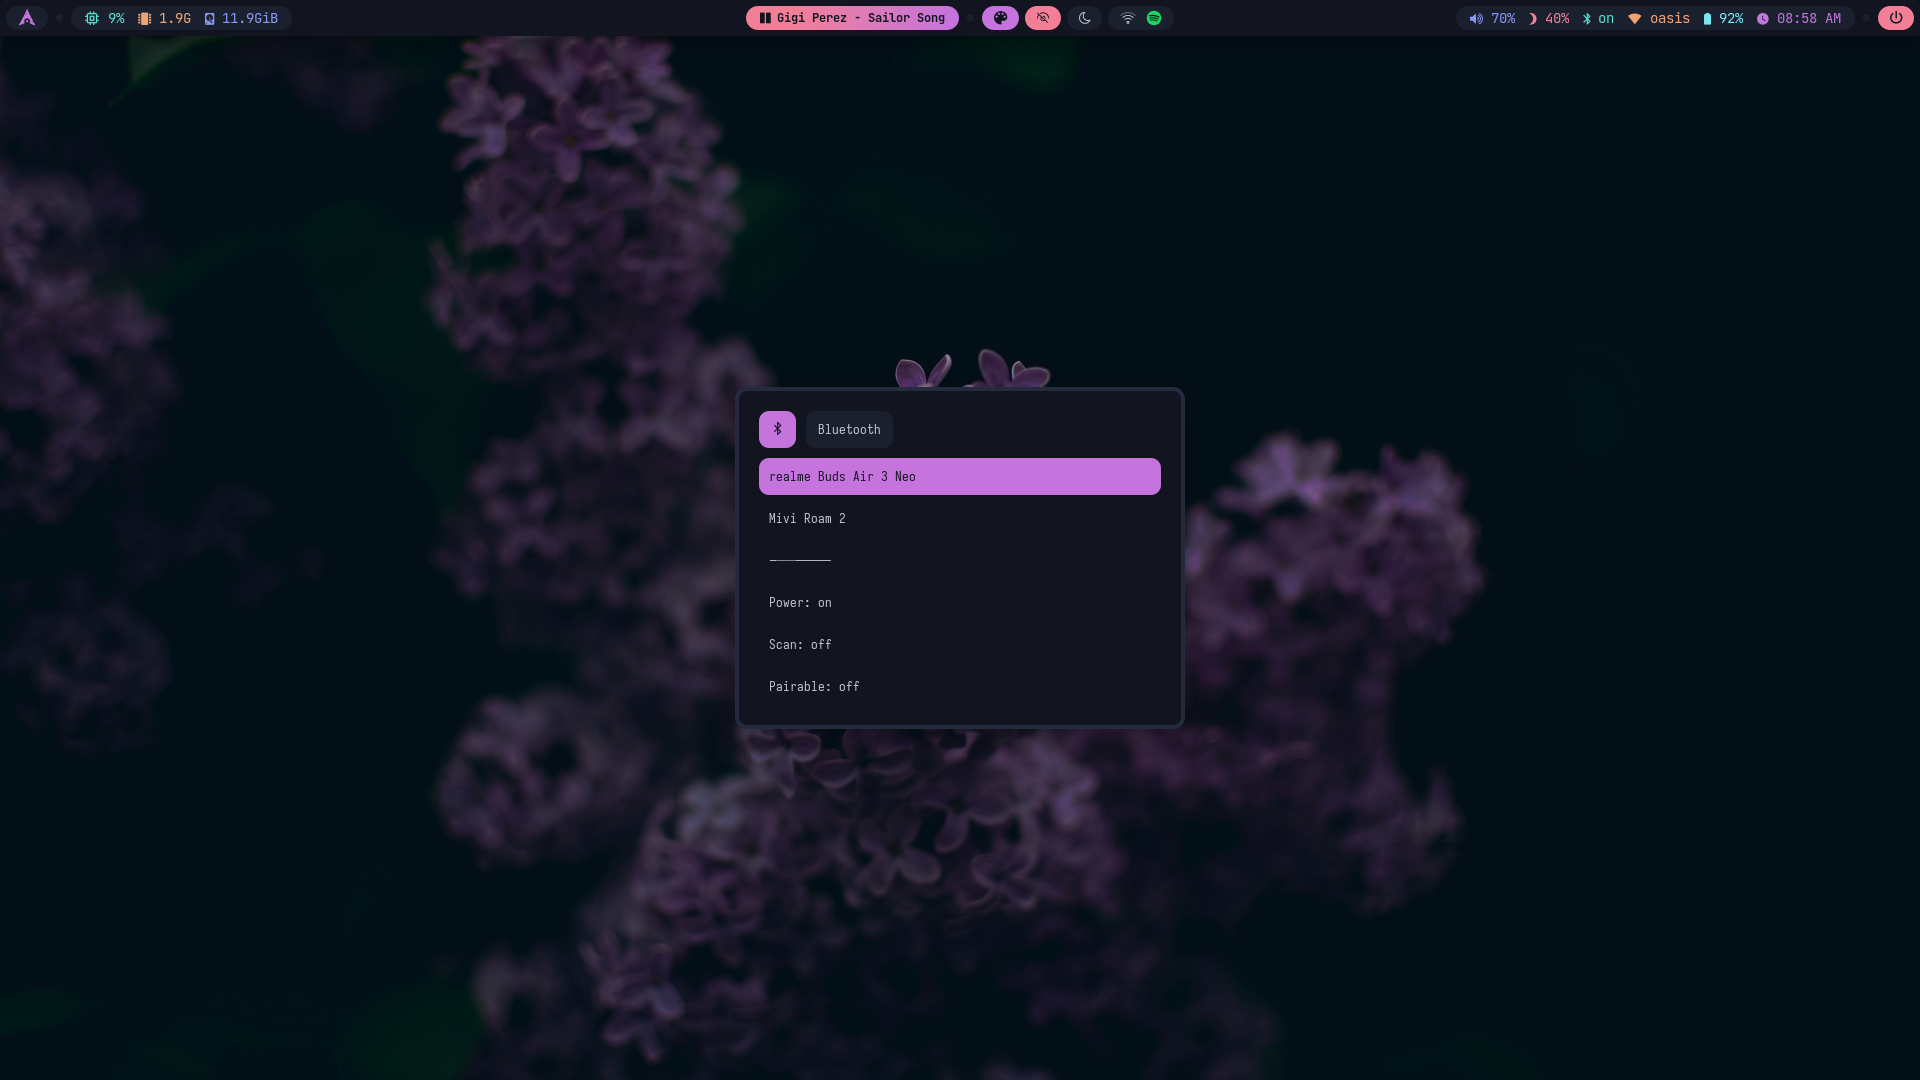 9% 1.9G 11.9GiB
Gigi Perez - Sailor Song
70% 40% on oasis 92% 08:58 AM
Bluetooth
realme Buds Air 3 Neo
Mivi Roam 2
Power: on
Scan: off
Pairable: off